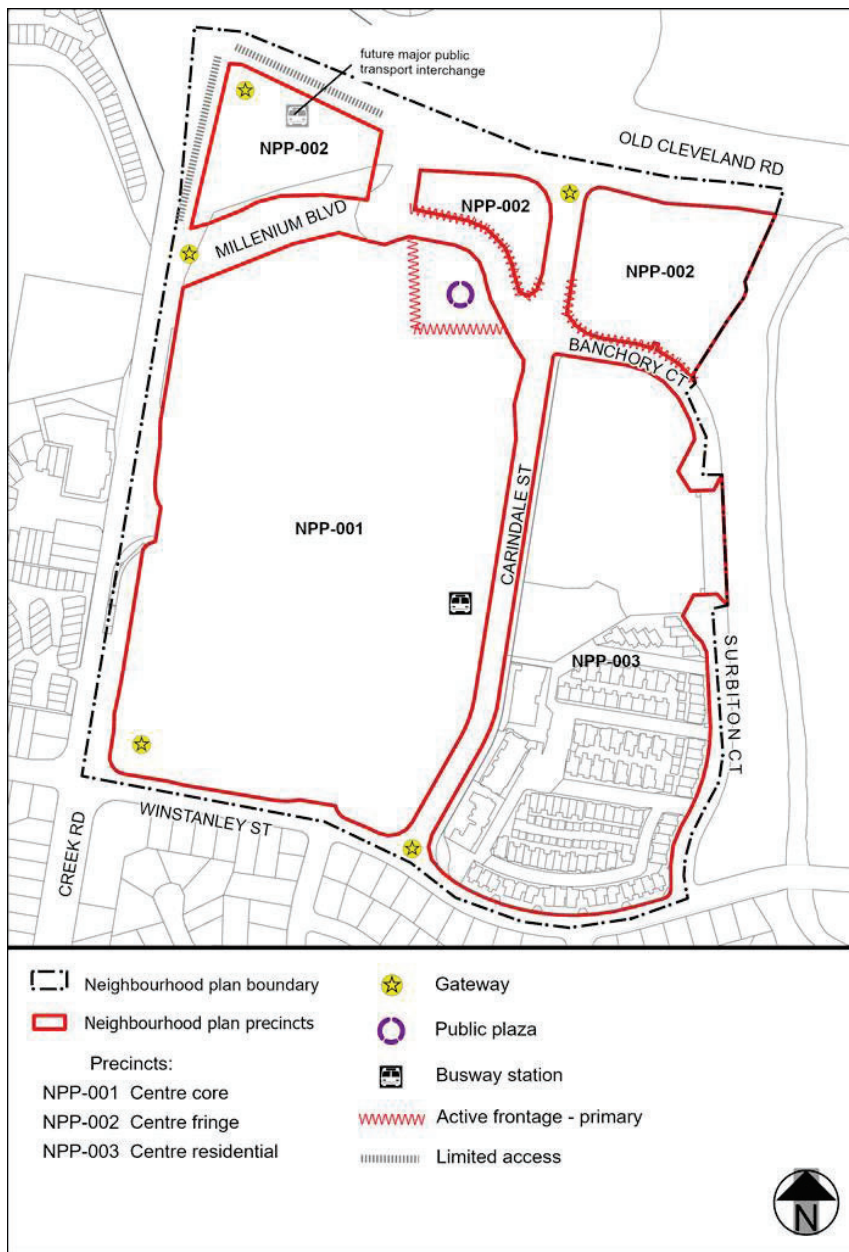 future major public
transport interchange
OLD CLEVELAND RD
NPP-002
NPP-002
MILLENIUM BLVD
NPP-002
BANCHORY CT
CARINDALE ST
NPP-001
NPP-003
SURBITON CT
WINSTANLEY ST
CREEK RD
Neighbourhood plan boundary
Neighbourhood plan precincts
Precincts:
NPP-001 Centre core
NPP-002 Centre fringe
NPP-003 Centre residential
Gateway
Public plaza
Busway station
Active frontage - primary
Limited access
N